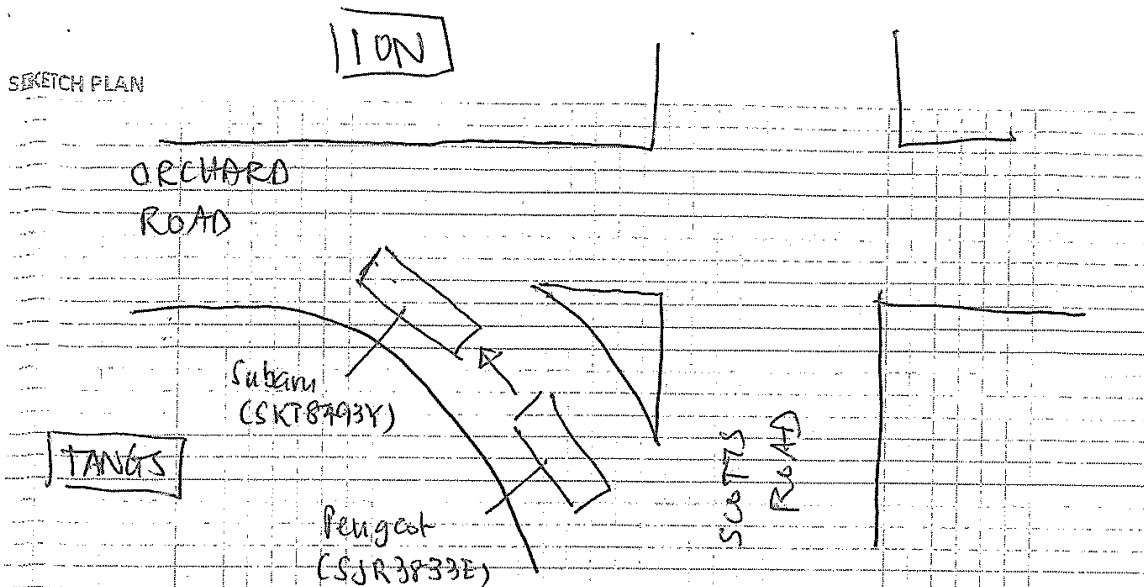 ION
SKETCH PLAN
ORCHARD
ROAD
Subaru
(SKT8793Y)
TANGS
Peugeot
(SJR3833E)
SCOTTS
ROAD